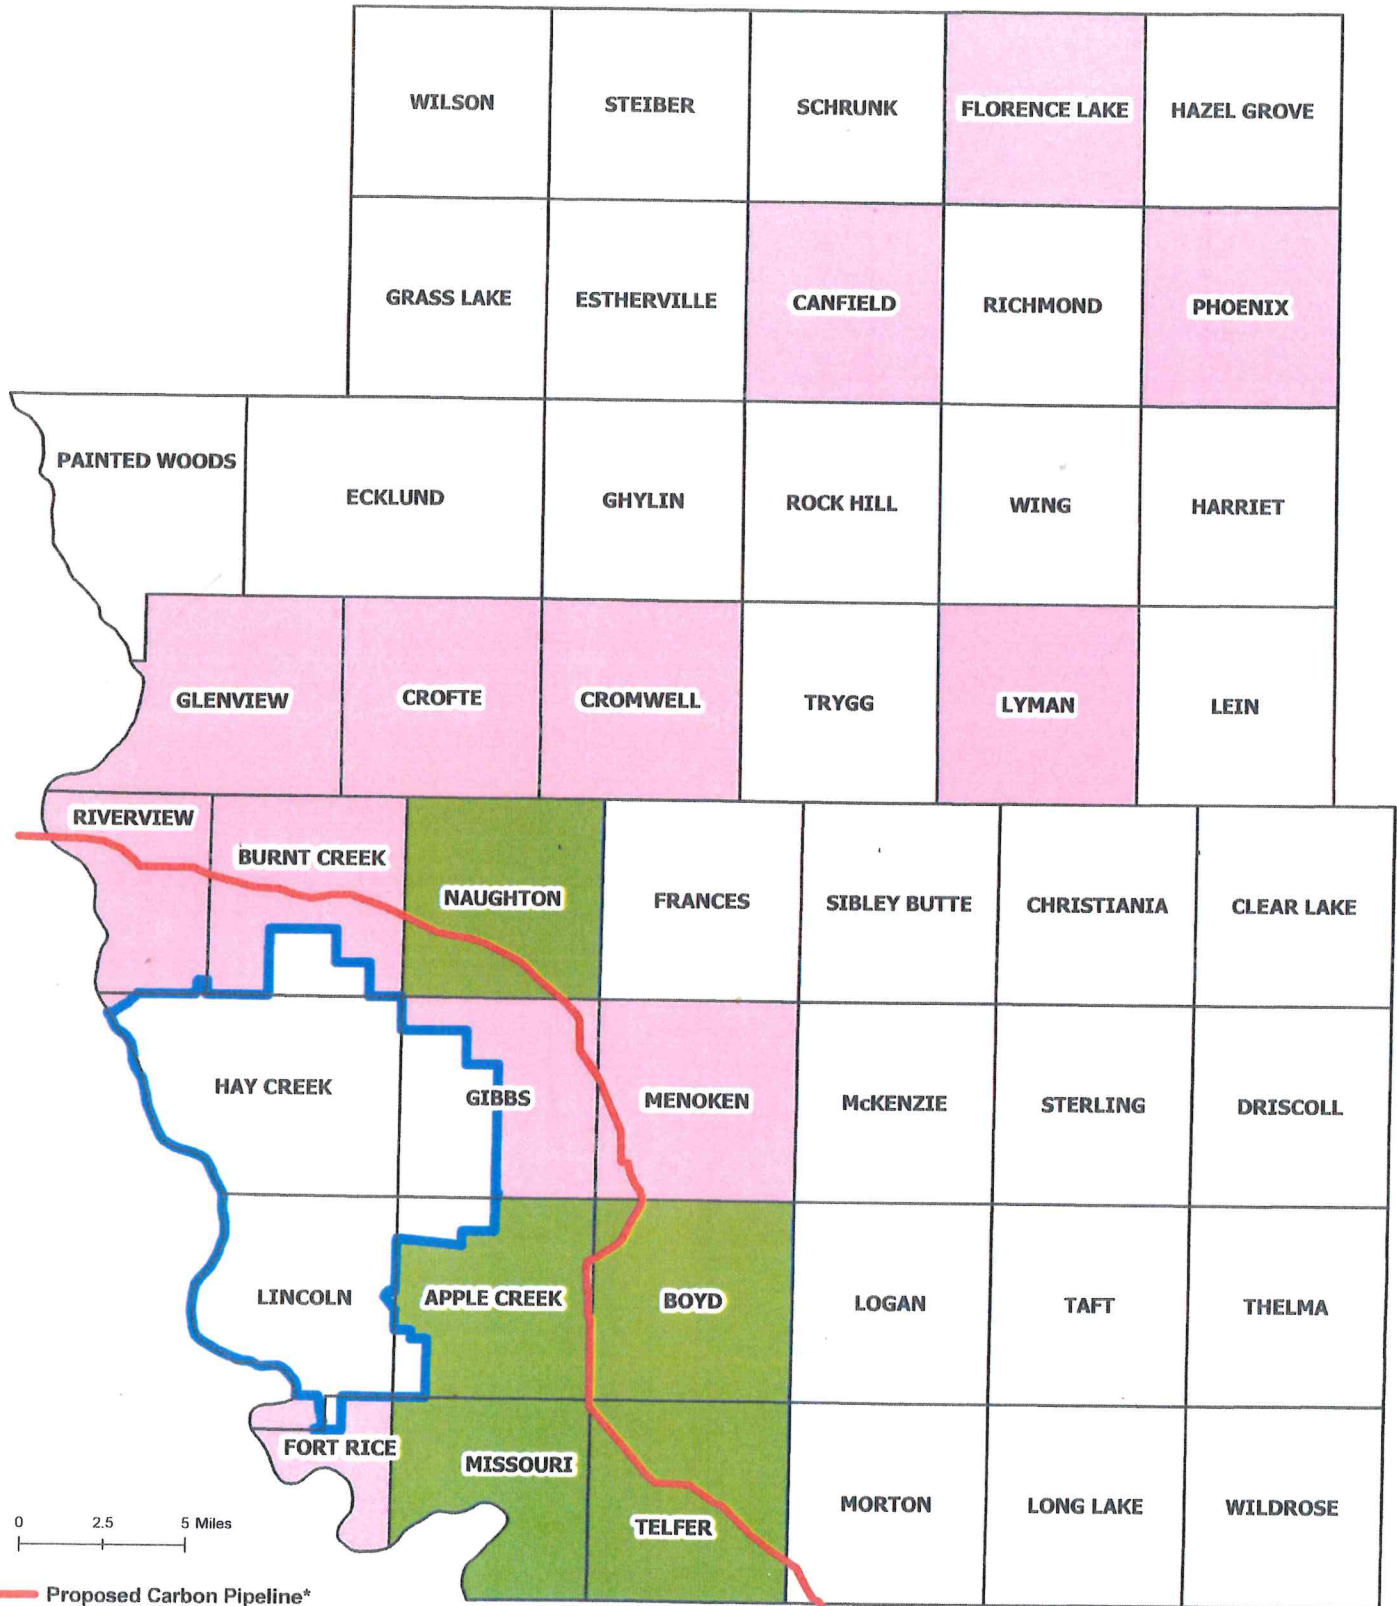 WILSON
STEIBER
SCHRUNK
FLORENCE LAKE
HAZEL GROVE
GRASS LAKE
ESTHERVILLE
CANFIELD
RICHMOND
PHOENIX
PAINTED WOODS
ECKLUND
GHYLIN
ROCK HILL
WING
HARRIET
GLENVIEW
CROFTE
CROMWELL
TRYGG
LYMAN
LEIN
RIVERVIEW
BURNT CREEK
NAUGHTON
FRANCES
SIBLEY BUTTE
CHRISTIANIA
CLEAR LAKE
HAY CREEK
GIBBS
MENOKEN
McKENZIE
STERLING
DRISCOLL
LINCOLN
APPLE CREEK
BOYD
LOGAN
TAFT
THELMA
FORT RICE
MISSOURI
TELFER
MORTON
LONG LAKE
WILDROSE
0 2.5 5 Miles
Proposed Carbon Pipeline*